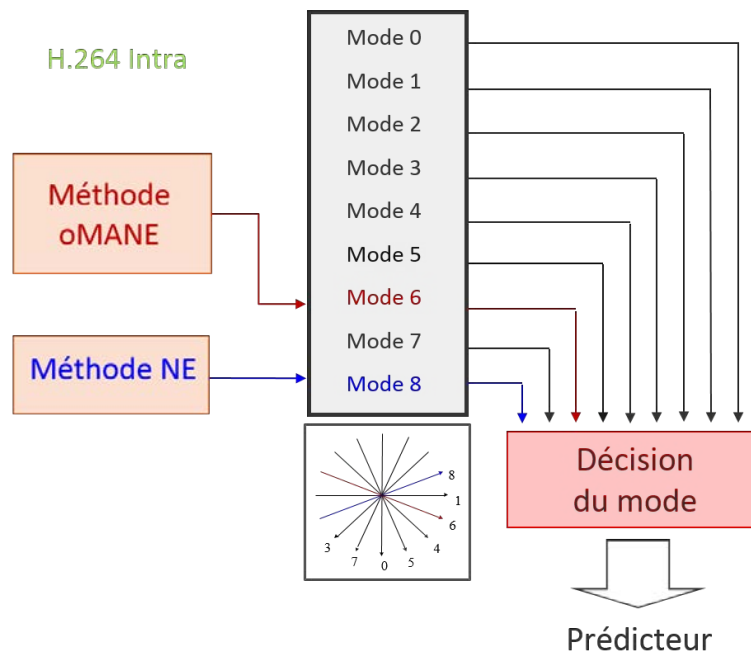 H.264 Intra
Mode 0
Mode 1
Mode 2
Mode 3
Mode 4
Mode 5
Mode 6
Mode 7
Mode 8
Méthode
oMANE
Méthode NE
8
1
6
3
7
0
5
4
Décision
du mode
Prédicteur